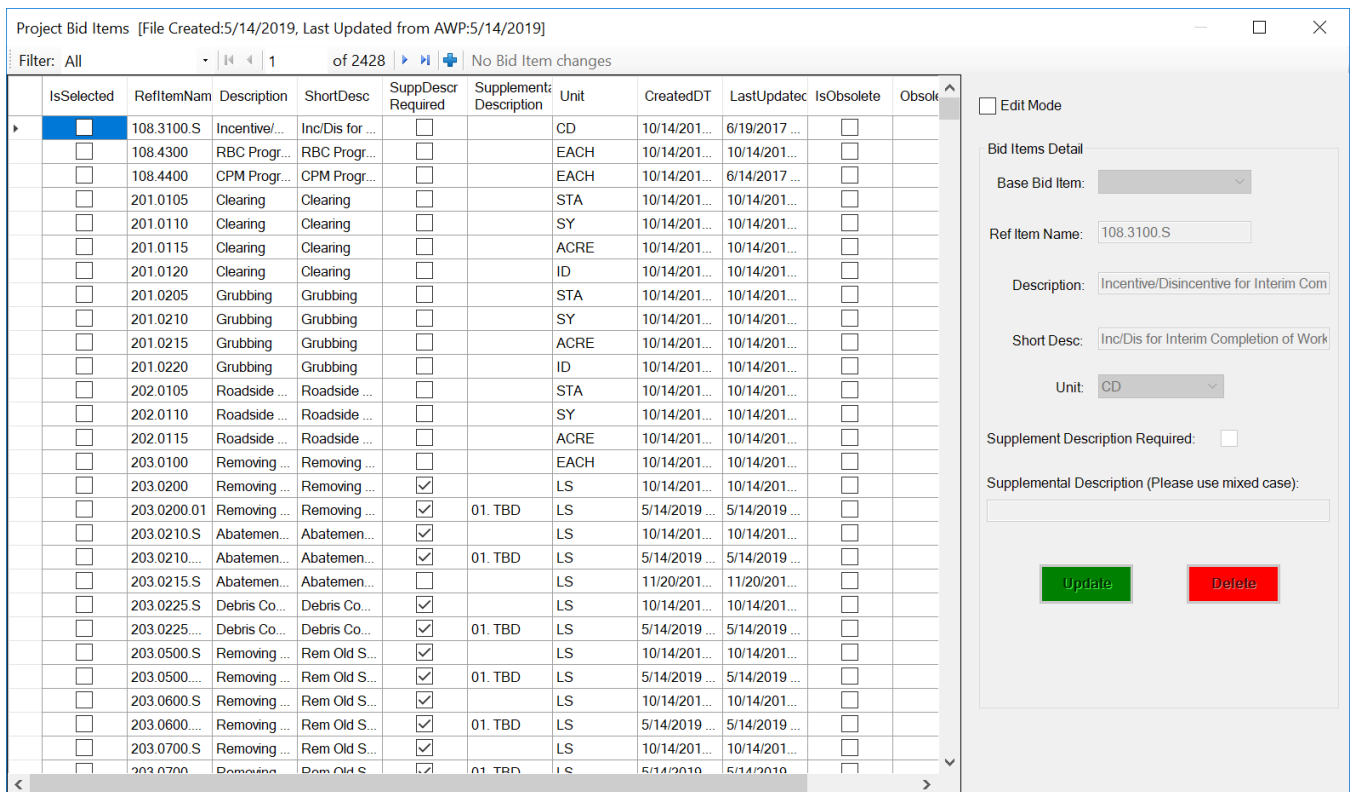 Project Bid Items [File Created:5/14/2019, Last Updated from AWP:5/14/2019]
Filter: All 1 of 2428 No Bid Item changes
IsSelected RefItemNam Description ShortDesc SuppDescr Required Supplementa Description Unit CreatedDT LastUpdated IsObsolete Obsole
108.3100.S Incentive/... Inc/Dis for ... CD 10/14/201... 6/19/2017 ...
108.4300 RBC Progr... RBC Progr... EACH 10/14/201... 10/14/201...
108.4400 CPM Progr... CPM Progr... EACH 10/14/201... 6/14/2017 ...
201.0105 Clearing Clearing STA 10/14/201... 10/14/201...
201.0110 Clearing Clearing SY 10/14/201... 10/14/201...
201.0115 Clearing Clearing ACRE 10/14/201... 10/14/201...
201.0120 Clearing Clearing ID 10/14/201... 10/14/201...
201.0205 Grubbing Grubbing STA 10/14/201... 10/14/201...
201.0210 Grubbing Grubbing SY 10/14/201... 10/14/201...
201.0215 Grubbing Grubbing ACRE 10/14/201... 10/14/201...
201.0220 Grubbing Grubbing ID 10/14/201... 10/14/201...
202.0105 Roadside ... Roadside ... STA 10/14/201... 10/14/201...
202.0110 Roadside ... Roadside ... SY 10/14/201... 10/14/201...
202.0115 Roadside ... Roadside ... ACRE 10/14/201... 10/14/201...
203.0100 Removing ... Removing ... EACH 10/14/201... 10/14/201...
203.0200 Removing ... Removing ... LS 10/14/201... 10/14/201...
203.0200.01 Removing ... Removing ... 01. TBD LS 5/14/2019 ... 5/14/2019 ...
203.0210.S Abatemen... Abatemen... LS 10/14/201... 10/14/201...
203.0210.... Abatemen... Abatemen... 01. TBD LS 5/14/2019 ... 5/14/2019 ...
203.0215.S Abatemen... Abatemen... LS 11/20/201... 11/20/201...
203.0225.S Debris Co... Debris Co... LS 10/14/201... 10/14/201...
203.0225.... Debris Co... Debris Co... 01. TBD LS 5/14/2019 ... 5/14/2019 ...
203.0500.S Removing ... Rem Old S... LS 10/14/201... 10/14/201...
203.0500.... Removing ... Rem Old S... 01. TBD LS 5/14/2019 ... 5/14/2019 ...
203.0600.S Removing ... Rem Old S... LS 10/14/201... 10/14/201...
203.0600.... Removing ... Rem Old S... 01. TBD LS 5/14/2019 ... 5/14/2019 ...
203.0700.S Removing ... Rem Old S... LS 10/14/201... 10/14/201...
203.0700.... Removing ... Rem Old S... 01. TBD LS 5/14/2019 ... 5/14/2019 ...
Edit Mode
Bid Items Detail
Base Bid Item:
Ref Item Name: 108.3100.S
Description: Incentive/Disincentive for Interim Com
Short Desc: Inc/Dis for Interim Completion of Work
Unit: CD
Supplement Description Required:
Supplemental Description (Please use mixed case):
Update Delete